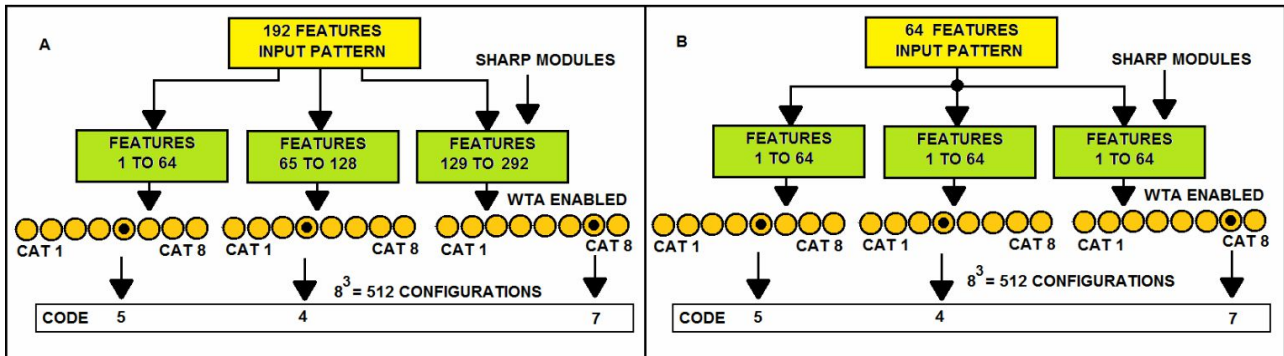 A
192 FEATURES
INPUT PATTERN
SHARP MODULES
FEATURES
1 TO 64
FEATURES
65 TO 128
FEATURES
129 TO 292
WTA ENABLED
CAT 1
CAT 8
CAT 1
CAT 8
CAT 1
CAT 8
8³ = 512 CONFIGURATIONS
CODE 5 4 7
B
64 FEATURES
INPUT PATTERN
SHARP MODULES
FEATURES
1 TO 64
FEATURES
1 TO 64
FEATURES
1 TO 64
WTA ENABLED
CAT 1
CAT 8
CAT 1
CAT 8
CAT 1
CAT 8
8³ = 512 CONFIGURATIONS
CODE 5 4 7